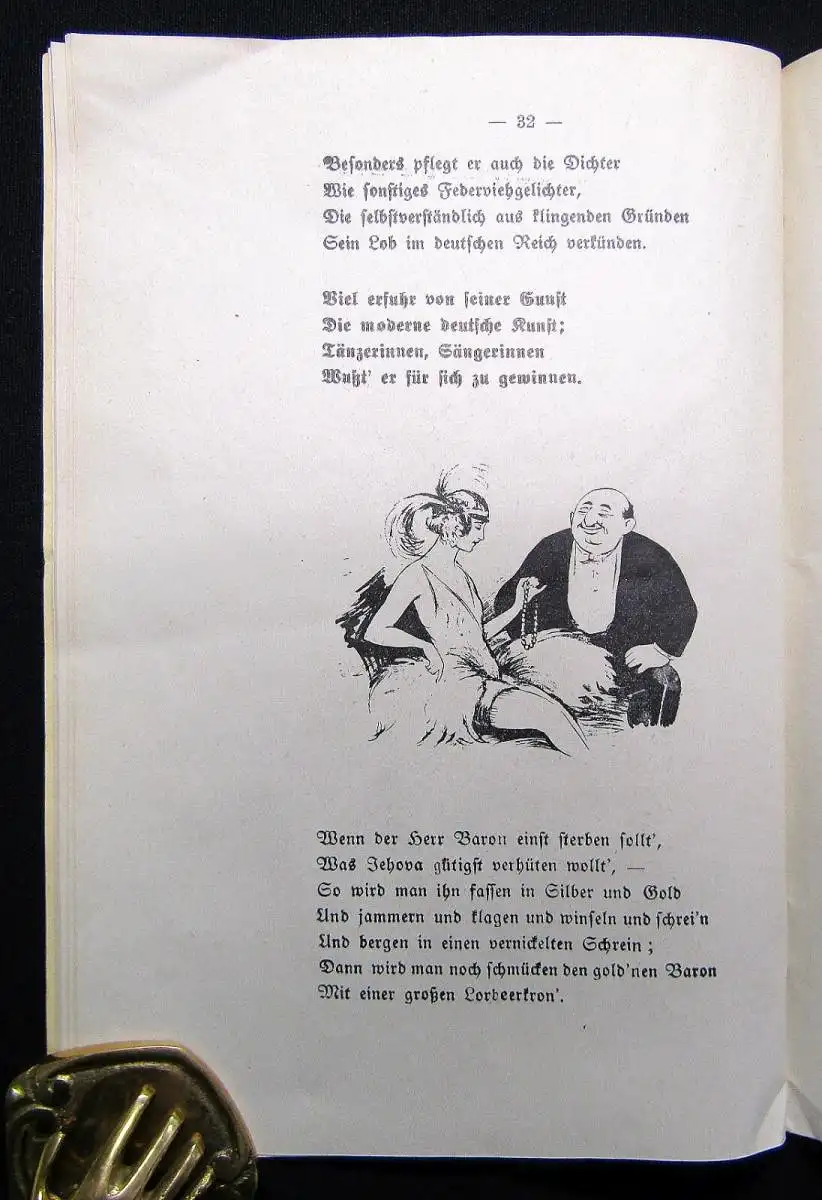 — 32 —
Besonders pflegt er auch die Dichter
Wie sonstiges Federviehgelichter,
Die selbstverständlich aus klingenden Gründen
Sein Lob im deutschen Reich verkünden.
Viel erfuhr von seiner Gunst
Die moderne deutsche Kunst;
Tänzerinnen, Sängerinnen
Wußt' er für sich zu gewinnen.
Wenn der Herr Baron einst sterben sollt',
Was Jehova gütigst verhüten wollt', —
So wird man ihn fassen in Silber und Gold
Und jammern und klagen und winseln und schrei'n
Und bergen in einen vernickelten Schrein;
Dann wird man noch schmücken den gold'nen Baron
Mit einer großen Lorbeerkron'.